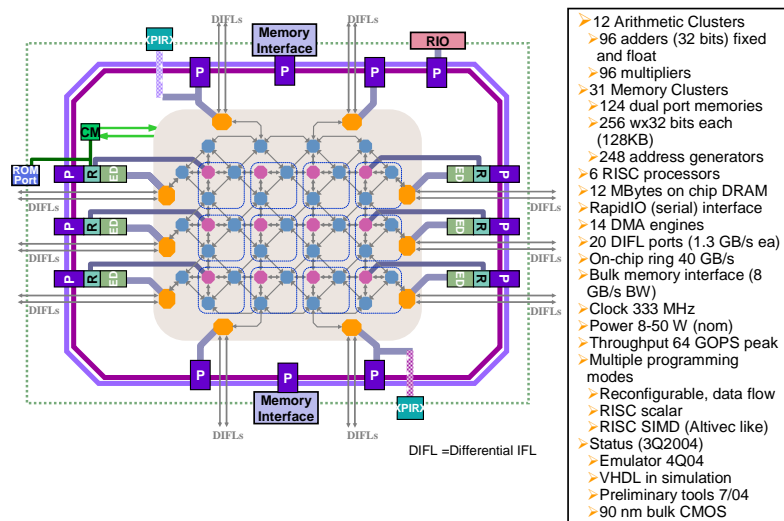 DIFLs
DIFLs
XPIRX
Memory
Interface
RIO
P
P
P
P
CM
ROM
Port
P
R
ED
ED
R
P
DIFLs
DIFLs
P
R
ED
ED
R
P
DIFLs
DIFLs
P
R
ED
ED
R
P
DIFLs
DIFLs
P
P
P
Memory
Interface
XPIRX
DIFLs
DIFLs
DIFL =Differential IFL
➢12 Arithmetic Clusters
➢96 adders (32 bits) fixed
and float
➢96 multipliers
➢31 Memory Clusters
➢124 dual port memories
➢256 wx32 bits each
(128KB)
➢248 address generators
➢6 RISC processors
➢12 MBytes on chip DRAM
➢RapidIO (serial) interface
➢14 DMA engines
➢20 DIFL ports (1.3 GB/s ea)
➢On-chip ring 40 GB/s
➢Bulk memory interface (8
GB/s BW)
➢Clock 333 MHz
➢Power 8-50 W (nom)
➢Throughput 64 GOPS peak
➢Multiple programming
modes
➢Reconfigurable, data flow
➢RISC scalar
➢RISC SIMD (Altivec like)
➢Status (3Q2004)
➢Emulator 4Q04
➢VHDL in simulation
➢Preliminary tools 7/04
➢90 nm bulk CMOS